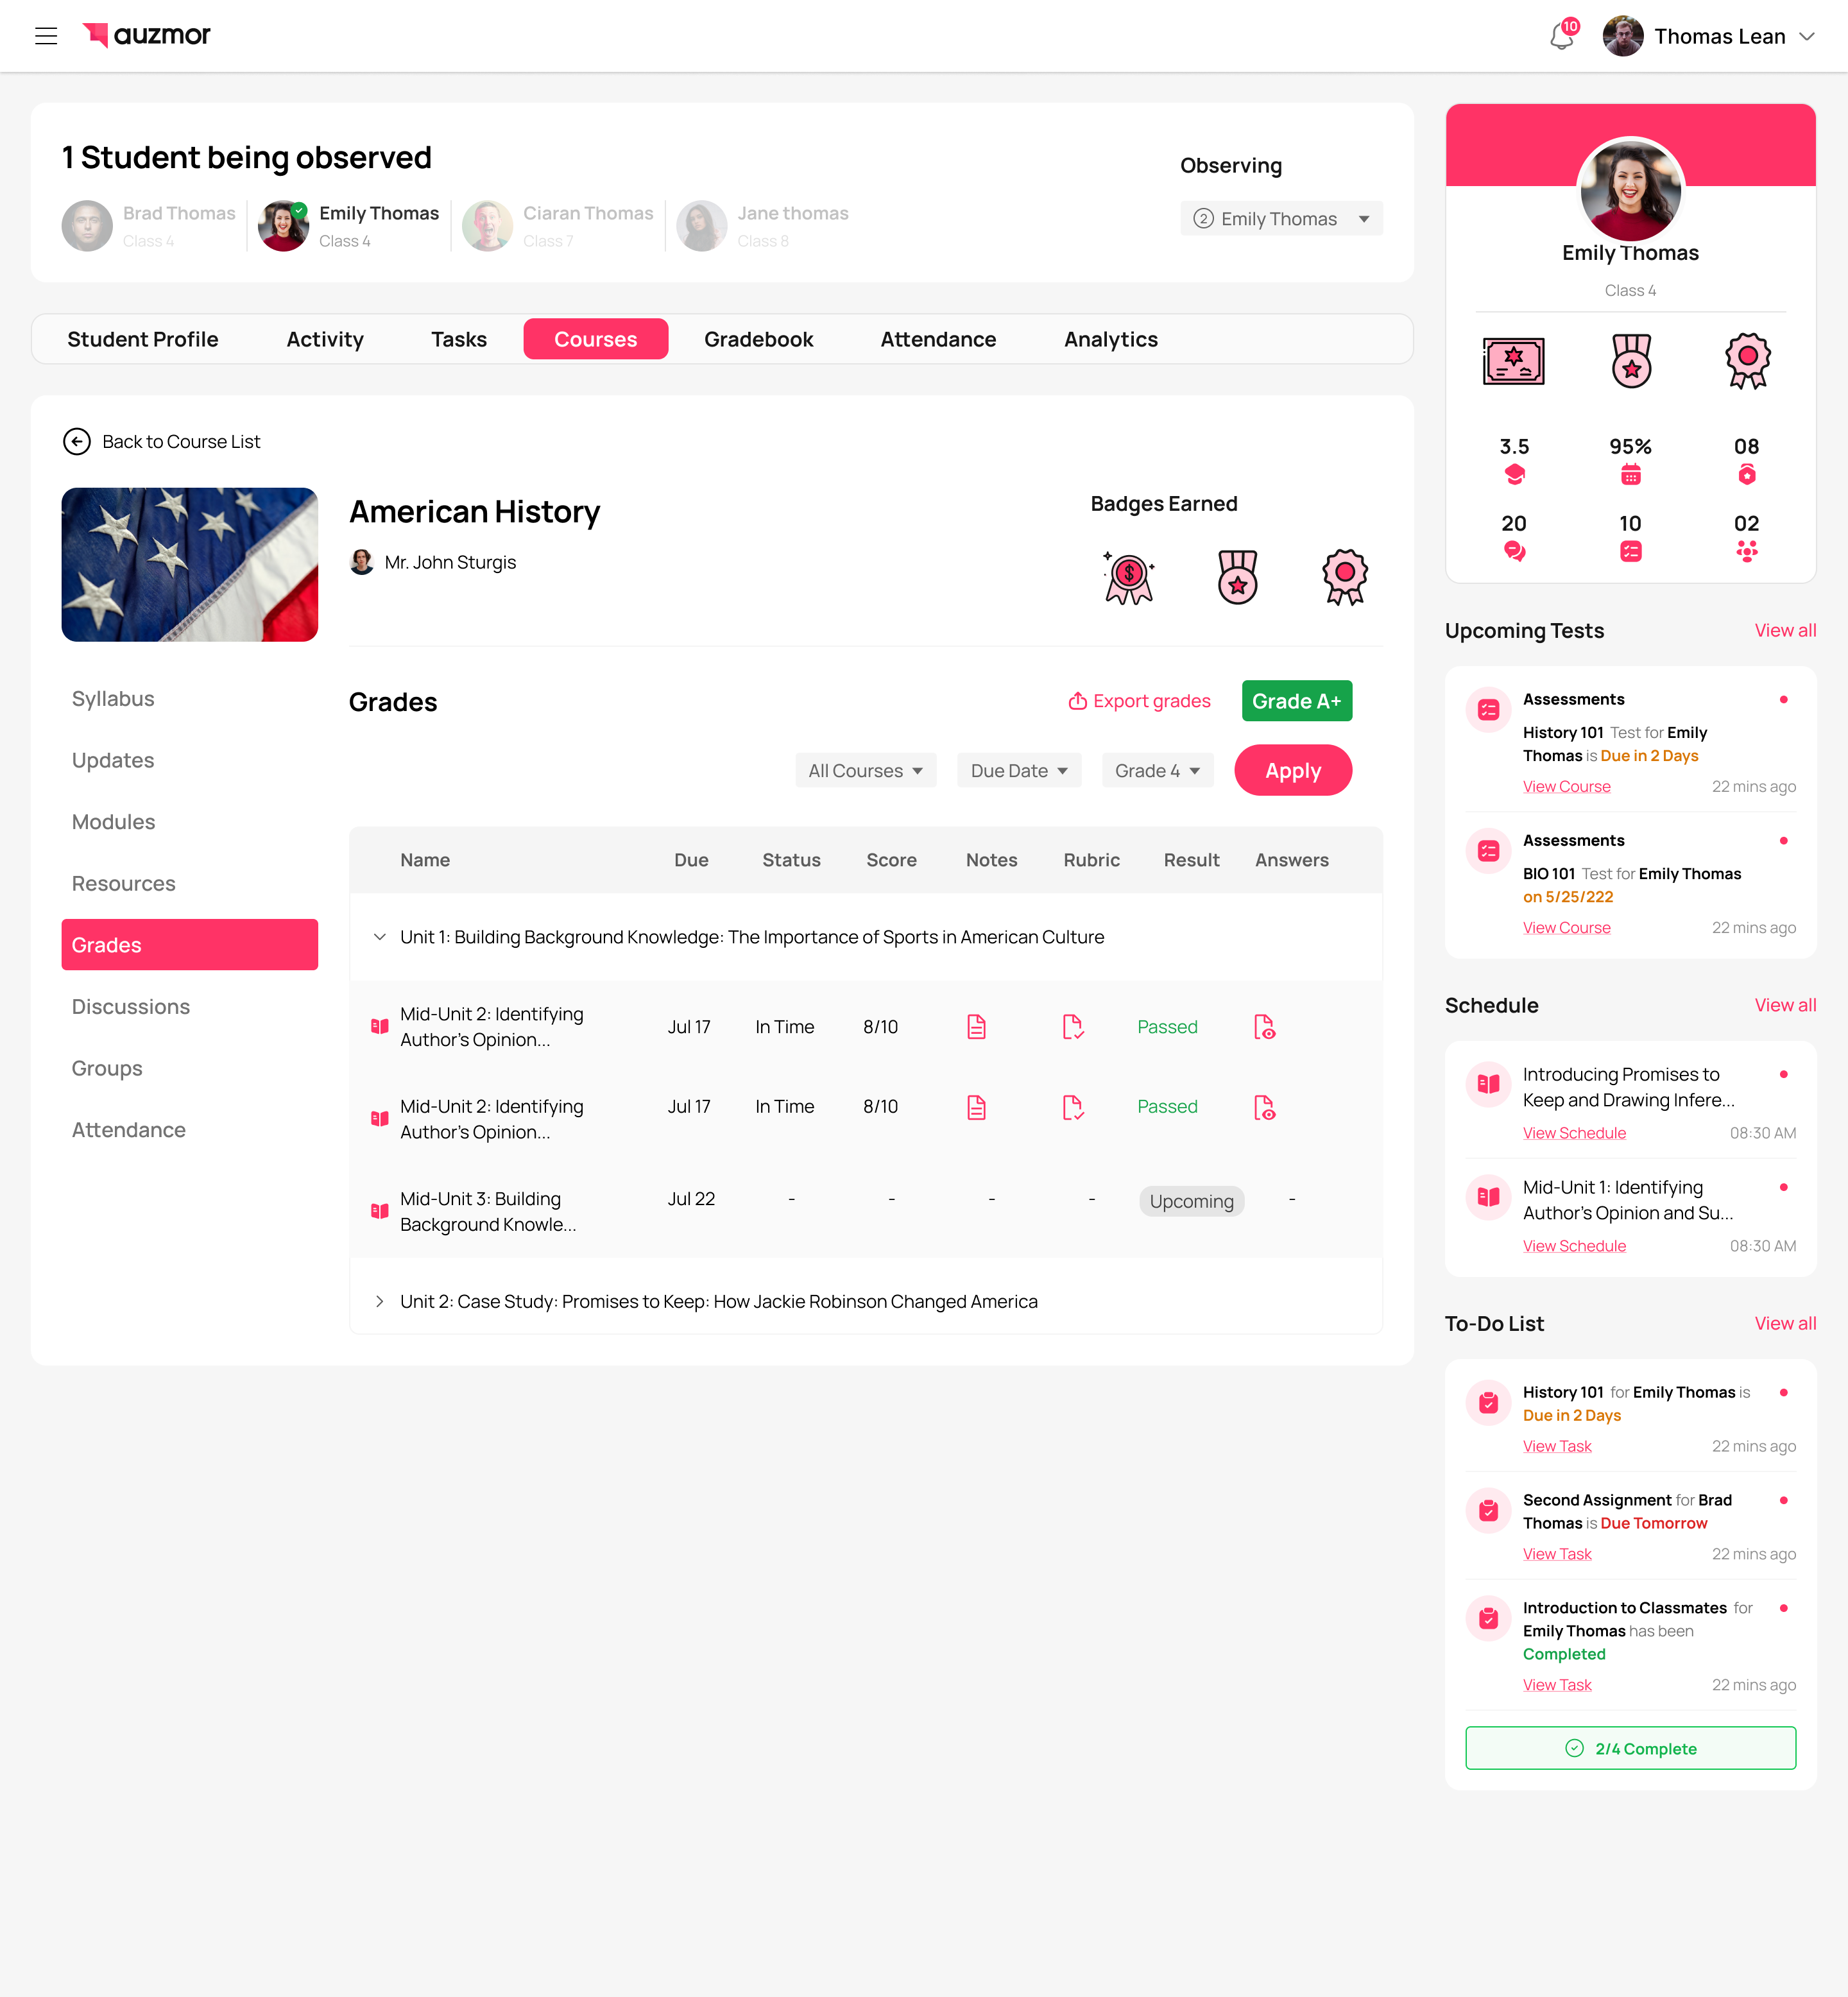 auzmor
10
Thomas Lean
1 Student being observed
Brad Thomas
Class 4
Emily Thomas
Class 4
Ciaran Thomas
Class 7
Jane thomas
Class 8
Observing
2 Emily Thomas
Student Profile
Activity
Tasks
Courses
Gradebook
Attendance
Analytics
Back to Course List
American History
Mr. John Sturgis
Badges Earned
$
Syllabus
Updates
Modules
Resources
Grades
Discussions
Groups
Attendance
Grades
Export grades
Grade A+
All Courses
Due Date
Grade 4
Apply
Name Due Status Score Notes Rubric Result Answers
Unit 1: Building Background Knowledge: The Importance of Sports in American Culture
Mid-Unit 2: Identifying
Author's Opinion...
Jul 17 In Time 8/10 Passed
Mid-Unit 2: Identifying
Author's Opinion...
Jul 17 In Time 8/10 Passed
Mid-Unit 3: Building
Background Knowle...
Jul 22 - - - - Upcoming -
Unit 2: Case Study: Promises to Keep: How Jackie Robinson Changed America
Emily Thomas
Class 4
3.5 95% 08
20 10 02
Upcoming Tests View all
Assessments
History 101 Test for Emily
Thomas is Due in 2 Days
View Course 22 mins ago
Assessments
BIO 101 Test for Emily Thomas
on 5/25/222
View Course 22 mins ago
Schedule View all
Introducing Promises to
Keep and Drawing Infere...
View Schedule 08:30 AM
Mid-Unit 1: Identifying
Author's Opinion and Su...
View Schedule 08:30 AM
To-Do List View all
History 101 for Emily Thomas is
Due in 2 Days
View Task 22 mins ago
Second Assignment for Brad
Thomas is Due Tomorrow
View Task 22 mins ago
Introduction to Classmates for
Emily Thomas has been
Completed
View Task 22 mins ago
2/4 Complete